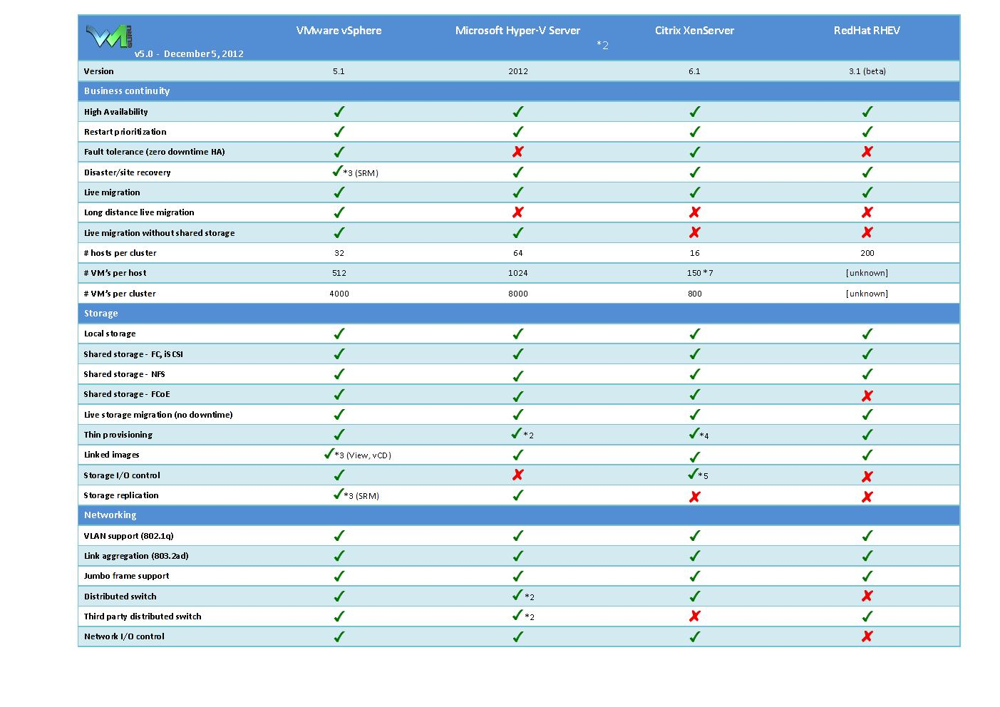 VM GURU
VMware vSphere Microsoft Hyper-V Server Citrix XenServer RedHat RHEV
*2
v5.0 - December 5, 2012
Version 5.1 2012 6.1 3.1 (beta)
Business continuity
High Availability ✓ ✓ ✓ ✓
Restart prioritization ✓ ✓ ✓ ✓
Fault tolerance (zero downtime HA) ✓ ✗ ✓ ✗
Disaster/site recovery ✓*3 (SRM) ✓ ✓ ✓
Live migration ✓ ✓ ✓ ✓
Long distance live migration ✓ ✗ ✗ ✗
Live migration without shared storage ✓ ✓ ✗ ✗
# hosts per cluster 32 64 16 200
# VM's per host 512 1024 150 *7 [unknown]
# VM's per cluster 4000 8000 800 [unknown]
Storage
Local storage ✓ ✓ ✓ ✓
Shared storage - FC, iSCSI ✓ ✓ ✓ ✓
Shared storage - NFS ✓ ✓ ✓ ✓
Shared storage - FCoE ✓ ✓ ✓ ✗
Live storage migration (no downtime) ✓ ✓ ✓ ✓
Thin provisioning ✓ ✓*2 ✓*4 ✓
Linked images ✓*3 (View, vCD) ✓ ✓ ✓
Storage I/O control ✓ ✗ ✓*5 ✗
Storage replication ✓*3 (SRM) ✓ ✗ ✗
Networking
VLAN support (802.1q) ✓ ✓ ✓ ✓
Link aggregation (803.2ad) ✓ ✓ ✓ ✓
Jumbo frame support ✓ ✓ ✓ ✓
Distributed switch ✓ ✓*2 ✓ ✗
Third party distributed switch ✓ ✓*2 ✗ ✓
Network I/O control ✓ ✓ ✓ ✗